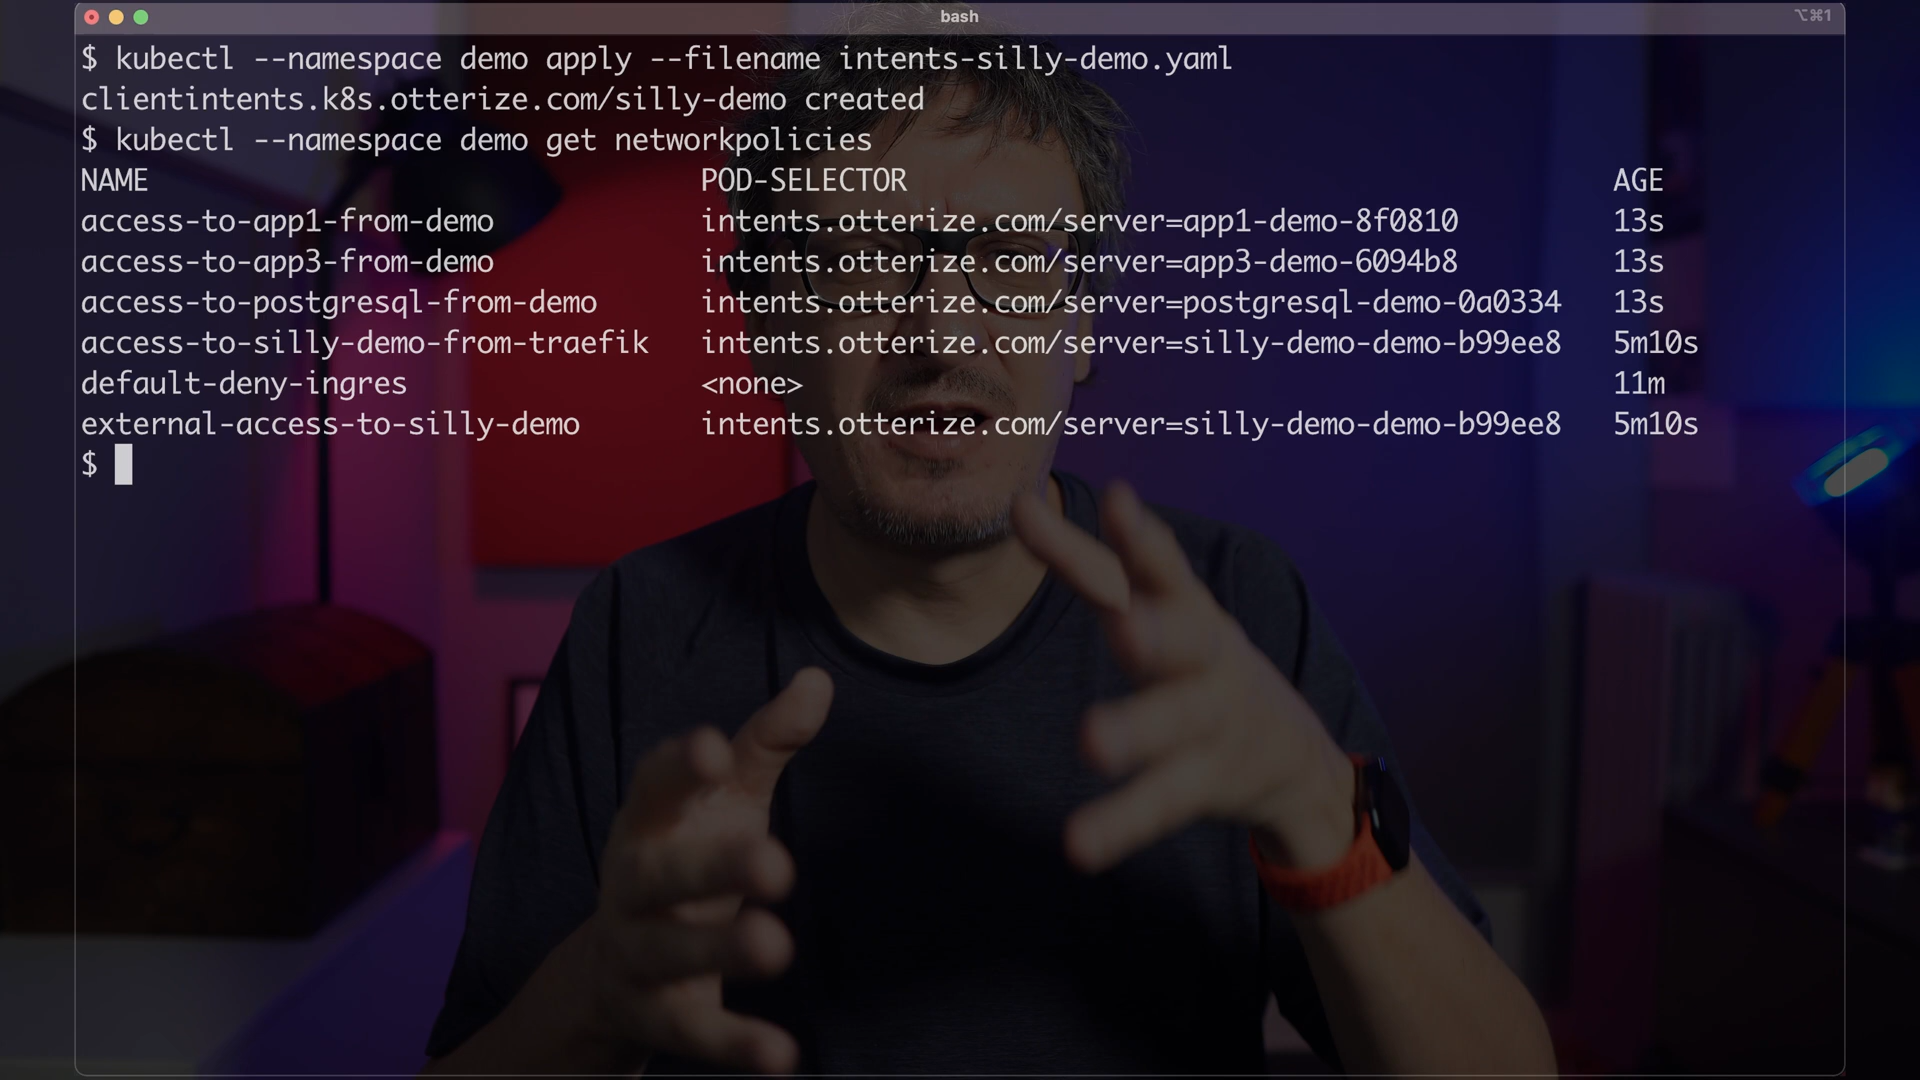 bash
⌥⌘1
$ kubectl --namespace demo apply --filename intents-silly-demo.yaml
clientintents.k8s.otterize.com/silly-demo created
$ kubectl --namespace demo get networkpolicies
NAME POD-SELECTOR AGE
access-to-app1-from-demo intents.otterize.com/server=app1-demo-8f0810 13s
access-to-app3-from-demo intents.otterize.com/server=app3-demo-6094b8 13s
access-to-postgresql-from-demo intents.otterize.com/server=postgresql-demo-0a0334 13s
access-to-silly-demo-from-traefik intents.otterize.com/server=silly-demo-demo-b99ee8 5m10s
default-deny-ingres <none> 11m
external-access-to-silly-demo intents.otterize.com/server=silly-demo-demo-b99ee8 5m10s
$